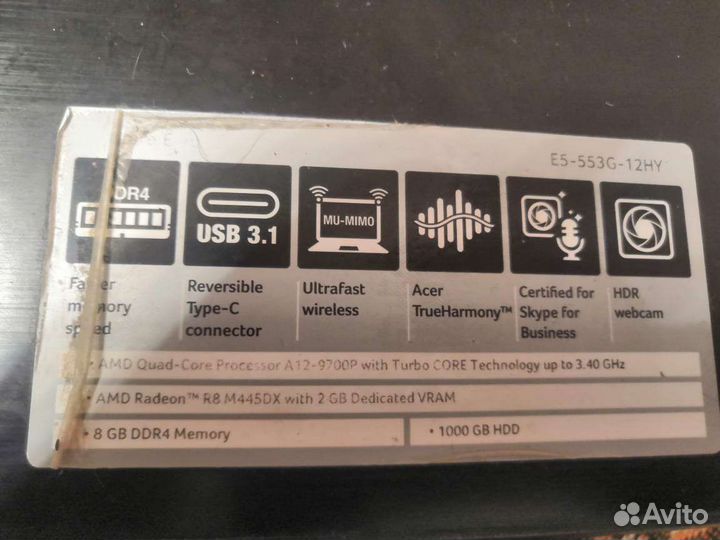 E5-553G-12HY
DR4
USB 3.1
MU-MIMO
Faster
memory
speed
Reversible
Type-C
connector
Ultrafast
wireless
Acer
TrueHarmony™
Certified for
Skype for
Business
HDR
webcam
• AMD Quad-Core Processor A12-9700P with Turbo CORE Technology up to 3.40 GHz
• AMD Radeon™ R8 M445DX with 2 GB Dedicated VRAM
• 8 GB DDR4 Memory
• 1000 GB HDD
Avito